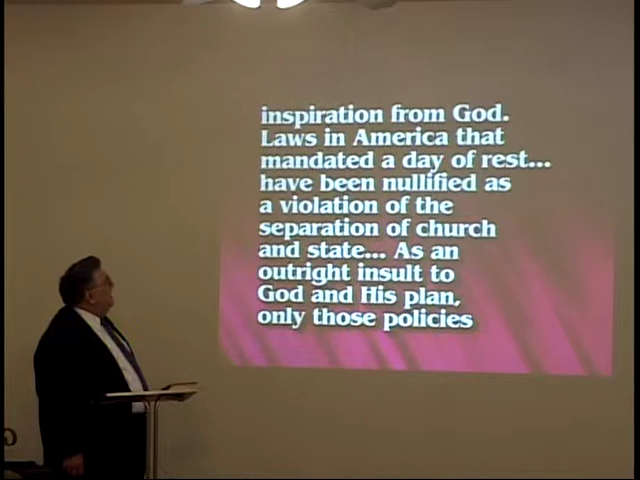 inspiration from God.
Laws in America that
mandated a day of rest...
have been nullified as
a violation of the
separation of church
and state... As an
outright insult to
God and His plan,
only those policies